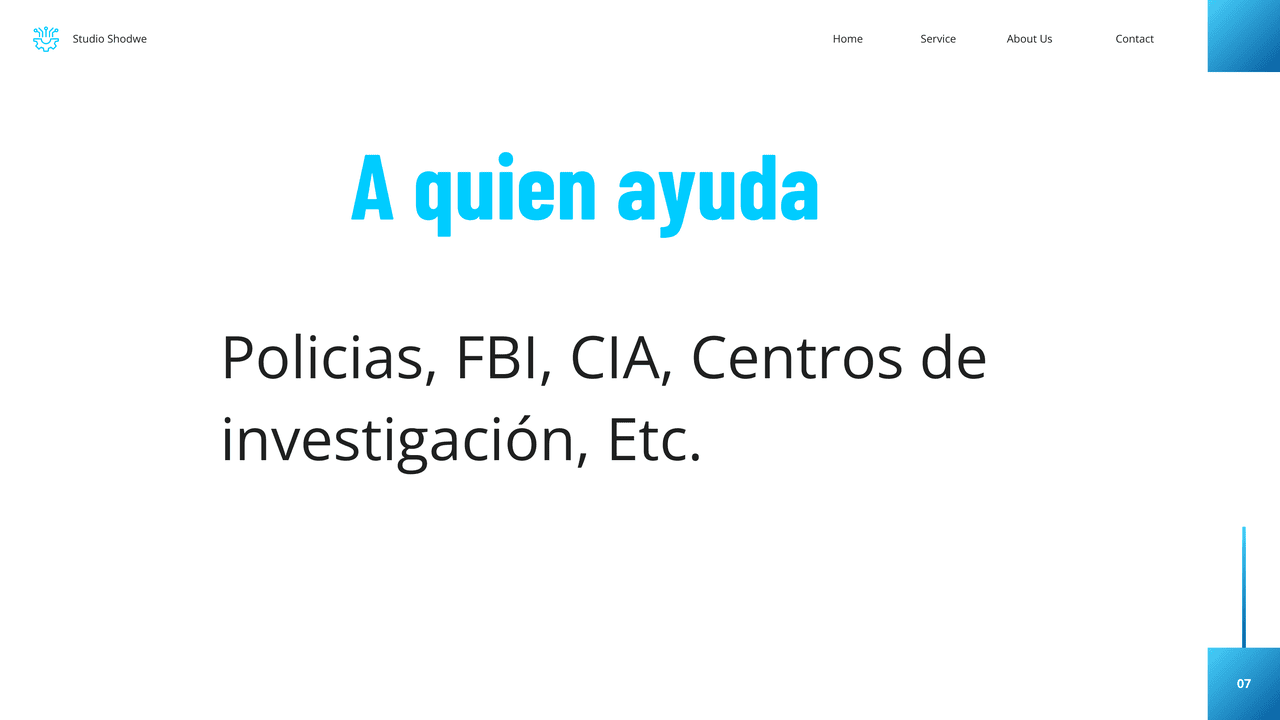 Studio Shodwe
Home
Service
About Us
Contact
A quien ayuda
Policias, FBI, CIA, Centros de
investigación, Etc.
07